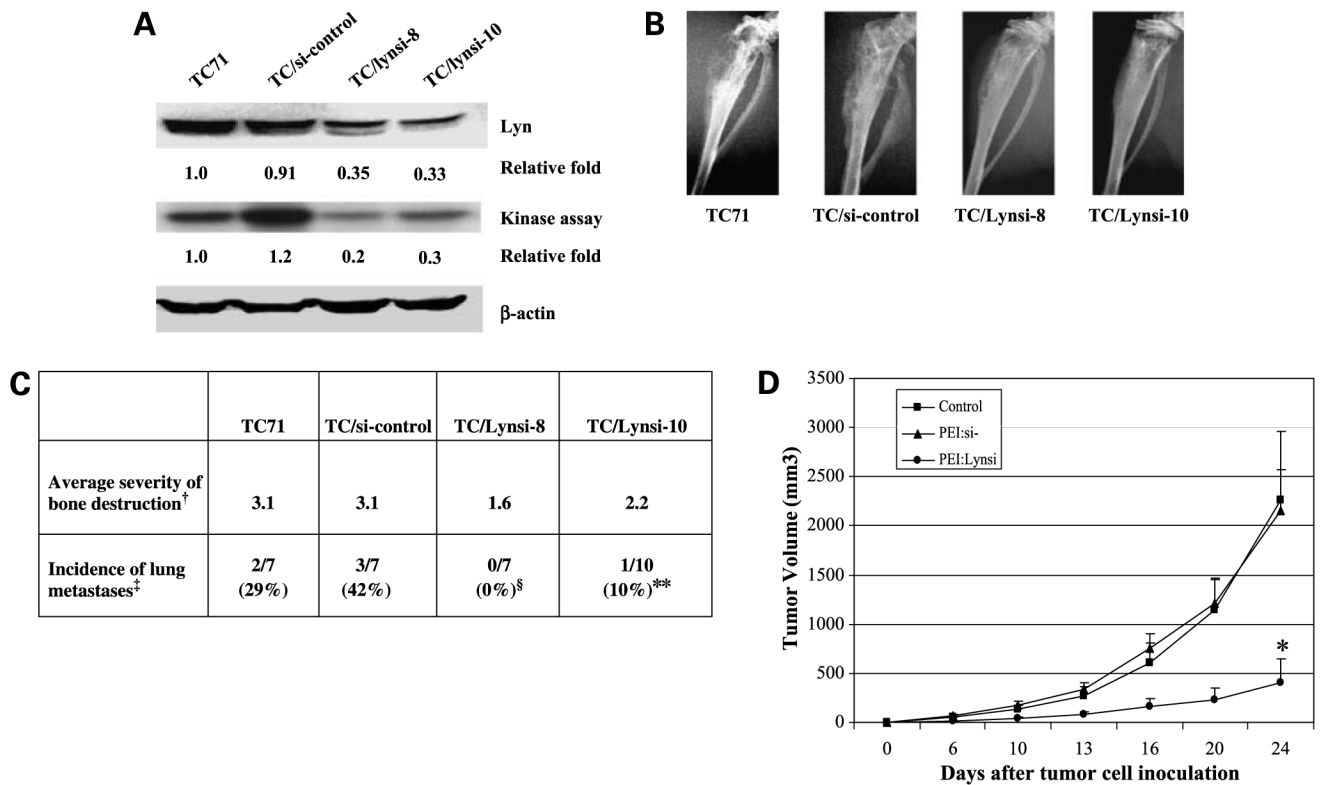 A
TC71
TC/si-control
TC/lynsi-8
TC/lynsi-10
Lyn
1.0 0.91 0.35 0.33 Relative fold
Kinase assay
1.0 1.2 0.2 0.3 Relative fold
β-actin
B
TC71 TC/si-control TC/Lynsi-8 TC/Lynsi-10
C
TC71 TC/si-control TC/Lynsi-8 TC/Lynsi-10
Average severity of
bone destruction† 3.1 3.1 1.6 2.2
Incidence of lung 2/7 3/7 0/7 1/10
metastases‡ (29%) (42%) (0%)§ (10%)**
D
3500
3000
2500
2000
1500
1000
500
0
Tumor Volume (mm3)
Control
PEI:si-
PEI:Lynsi
*
0 6 10 13 16 20 24
Days after tumor cell inoculation